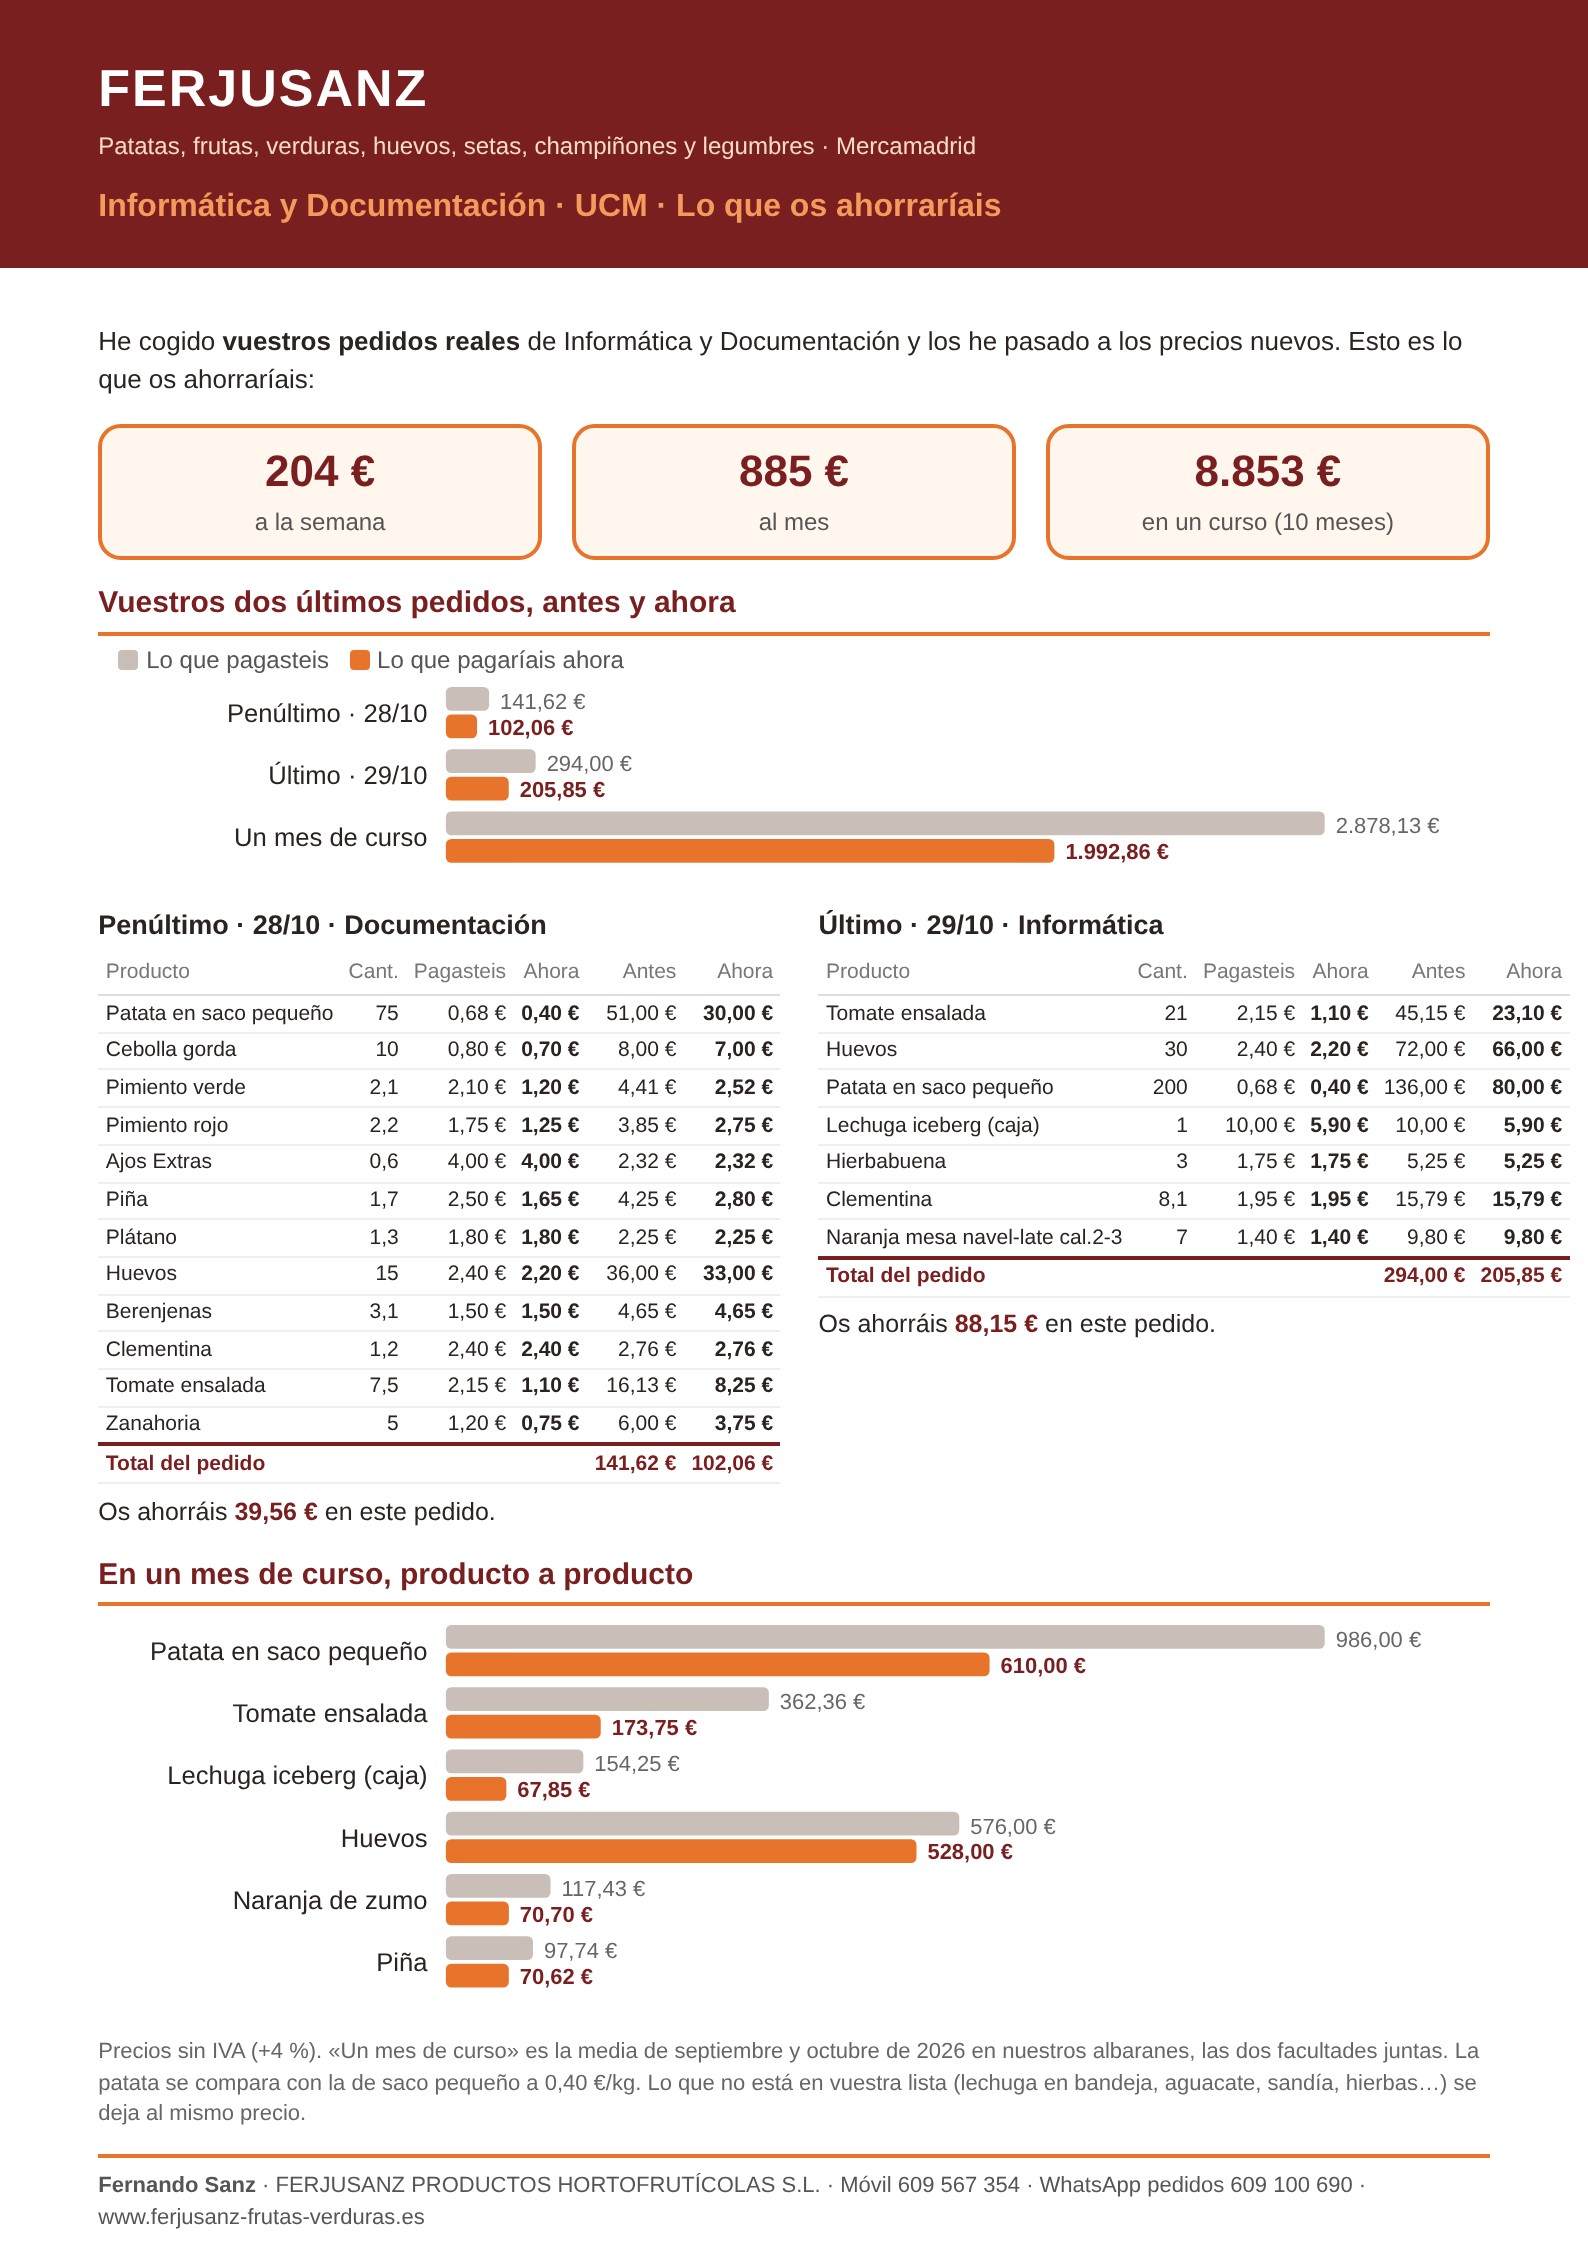 FERJUSANZ
Patatas, frutas, verduras, huevos, setas, champiñones y legumbres · Mercamadrid
Informática y Documentación · UCM · Lo que os ahorraríais
He cogido vuestros pedidos reales de Informática y Documentación y los he pasado a los precios nuevos. Esto es lo
que os ahorraríais:
204 €
a la semana
885 €
al mes
8.853 €
en un curso (10 meses)
Vuestros dos últimos pedidos, antes y ahora
Lo que pagasteis Lo que pagaríais ahora
Penúltimo · 28/10
141,62 €
102,06 €
Último · 29/10
294,00 €
205,85 €
Un mes de curso
2.878,13 €
1.992,86 €
Penúltimo · 28/10 · Documentación
Producto Cant. Pagasteis Ahora Antes Ahora
Patata en saco pequeño 75 0,68 € 0,40 € 51,00 € 30,00 €
Cebolla gorda 10 0,80 € 0,70 € 8,00 € 7,00 €
Pimiento verde 2,1 2,10 € 1,20 € 4,41 € 2,52 €
Pimiento rojo 2,2 1,75 € 1,25 € 3,85 € 2,75 €
Ajos Extras 0,6 4,00 € 4,00 € 2,32 € 2,32 €
Piña 1,7 2,50 € 1,65 € 4,25 € 2,80 €
Plátano 1,3 1,80 € 1,80 € 2,25 € 2,25 €
Huevos 15 2,40 € 2,20 € 36,00 € 33,00 €
Berenjenas 3,1 1,50 € 1,50 € 4,65 € 4,65 €
Clementina 1,2 2,40 € 2,40 € 2,76 € 2,76 €
Tomate ensalada 7,5 2,15 € 1,10 € 16,13 € 8,25 €
Zanahoria 5 1,20 € 0,75 € 6,00 € 3,75 €
Total del pedido 141,62 € 102,06 €
Os ahorráis 39,56 € en este pedido.
Último · 29/10 · Informática
Producto Cant. Pagasteis Ahora Antes Ahora
Tomate ensalada 21 2,15 € 1,10 € 45,15 € 23,10 €
Huevos 30 2,40 € 2,20 € 72,00 € 66,00 €
Patata en saco pequeño 200 0,68 € 0,40 € 136,00 € 80,00 €
Lechuga iceberg (caja) 1 10,00 € 5,90 € 10,00 € 5,90 €
Hierbabuena 3 1,75 € 1,75 € 5,25 € 5,25 €
Clementina 8,1 1,95 € 1,95 € 15,79 € 15,79 €
Naranja mesa navel-late cal.2-3 7 1,40 € 1,40 € 9,80 € 9,80 €
Total del pedido 294,00 € 205,85 €
Os ahorráis 88,15 € en este pedido.
En un mes de curso, producto a producto
Patata en saco pequeño
986,00 €
610,00 €
Tomate ensalada
362,36 €
173,75 €
Lechuga iceberg (caja)
154,25 €
67,85 €
Huevos
576,00 €
528,00 €
Naranja de zumo
117,43 €
70,70 €
Piña
97,74 €
70,62 €
Precios sin IVA (+4 %). «Un mes de curso» es la media de septiembre y octubre de 2026 en nuestros albaranes, las dos facultades juntas. La
patata se compara con la de saco pequeño a 0,40 €/kg. Lo que no está en vuestra lista (lechuga en bandeja, aguacate, sandía, hierbas…) se
deja al mismo precio.
Fernando Sanz · FERJUSANZ PRODUCTOS HORTOFRUTÍCOLAS S.L. · Móvil 609 567 354 · WhatsApp pedidos 609 100 690 ·
www.ferjusanz-frutas-verduras.es